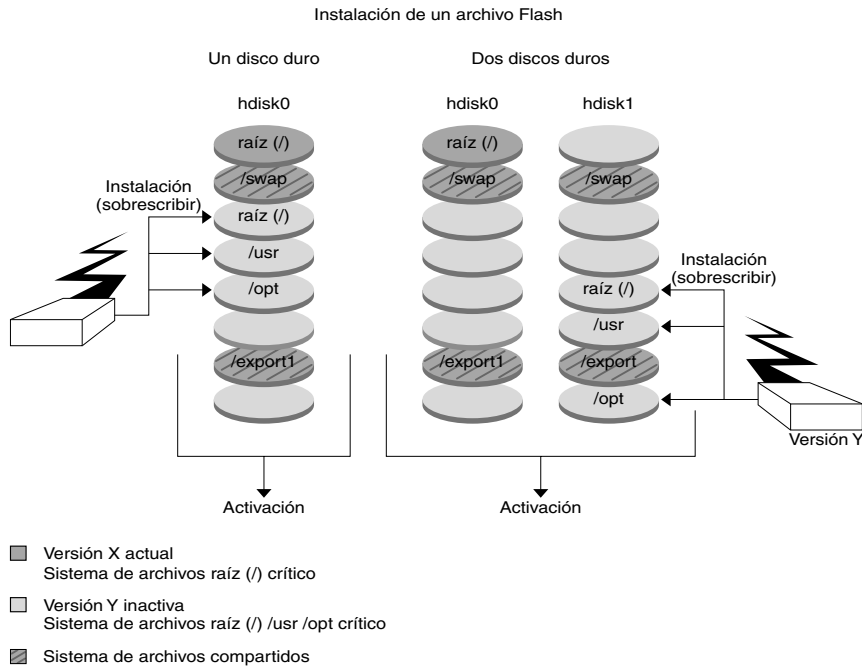 Instalación de un archivo Flash
Un disco duro
Dos discos duros
hdisk0
hdisk0
hdisk1
raíz (/)
raíz (/)
/swap
/swap
/swap
Instalación
(sobrescribir)
raíz (/)
/usr
/opt
Instalación
(sobrescribir)
raíz (/)
/usr
/export1
/export1
/export
/opt
Versión Y
Activación
Activación
Versión X actual
Sistema de archivos raíz (/) crítico
Versión Y inactiva
Sistema de archivos raíz (/) /usr /opt crítico
Sistema de archivos compartidos